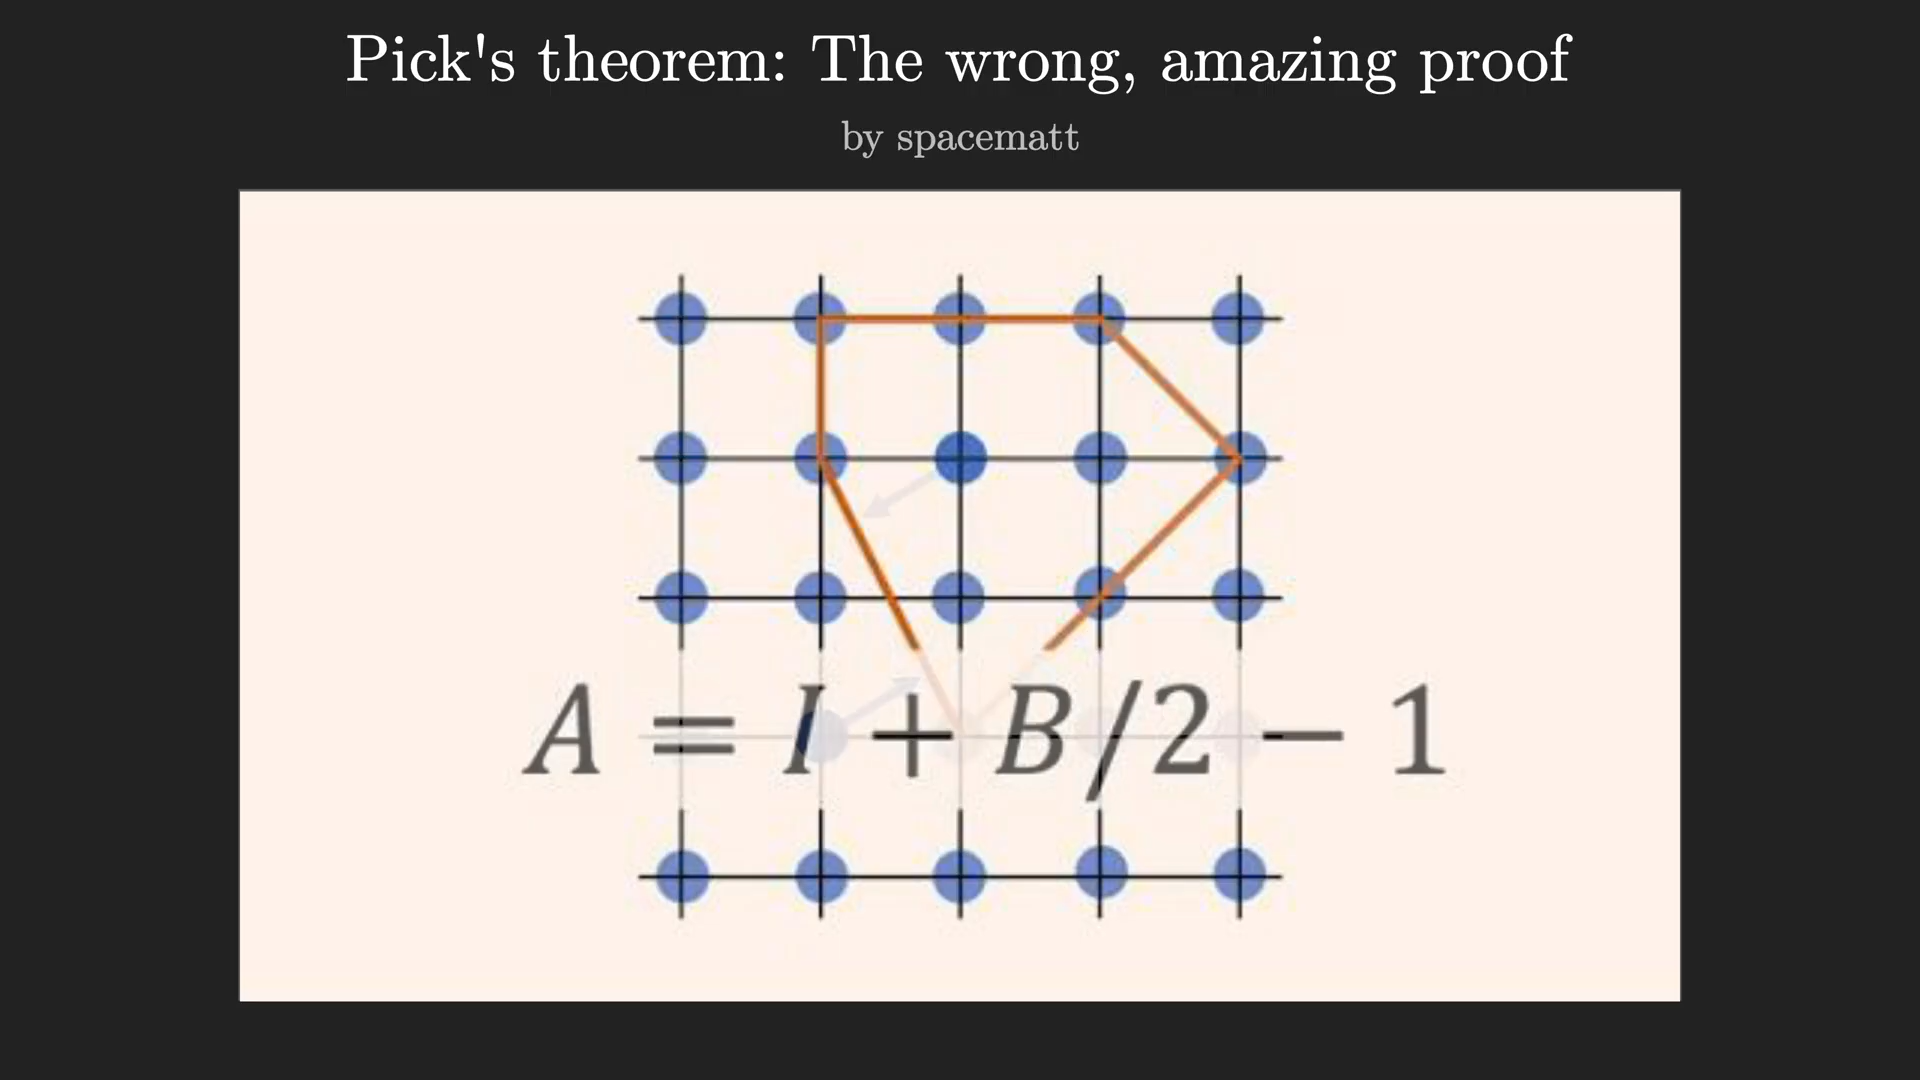 Pick's theorem: The wrong, amazing proof
by spacematt
A = I + B/2 − 1